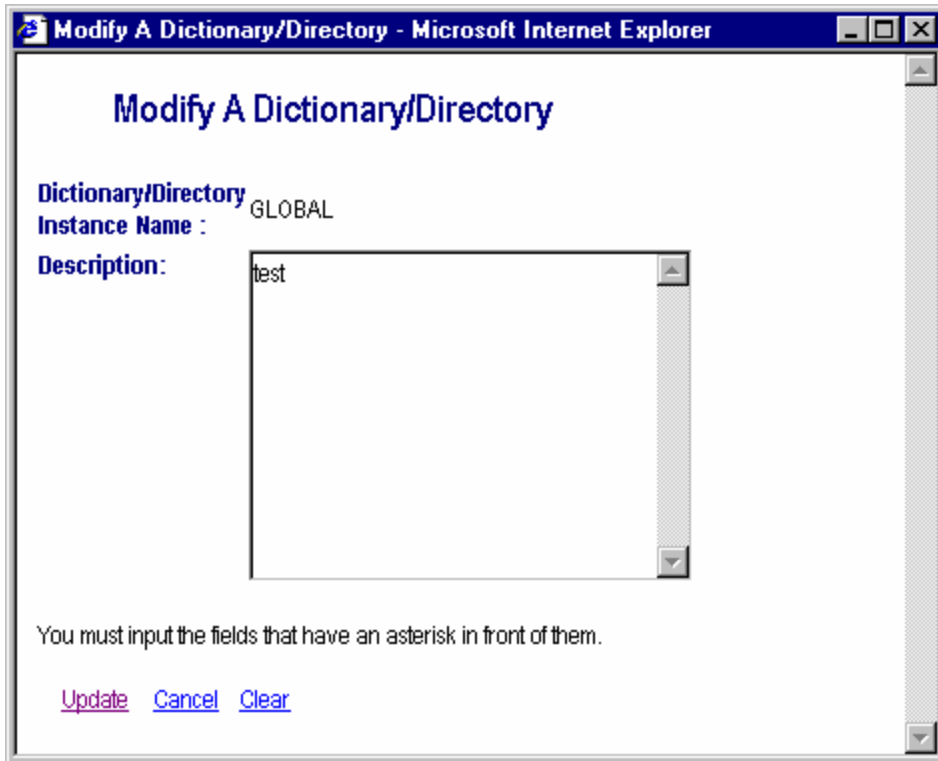 Modify A Dictionary/Directory - Microsoft Internet Explorer
Modify A Dictionary/Directory
Dictionary/Directory
Instance Name :
GLOBAL
Description:
test
You must input the fields that have an asterisk in front of them.
Update Cancel Clear